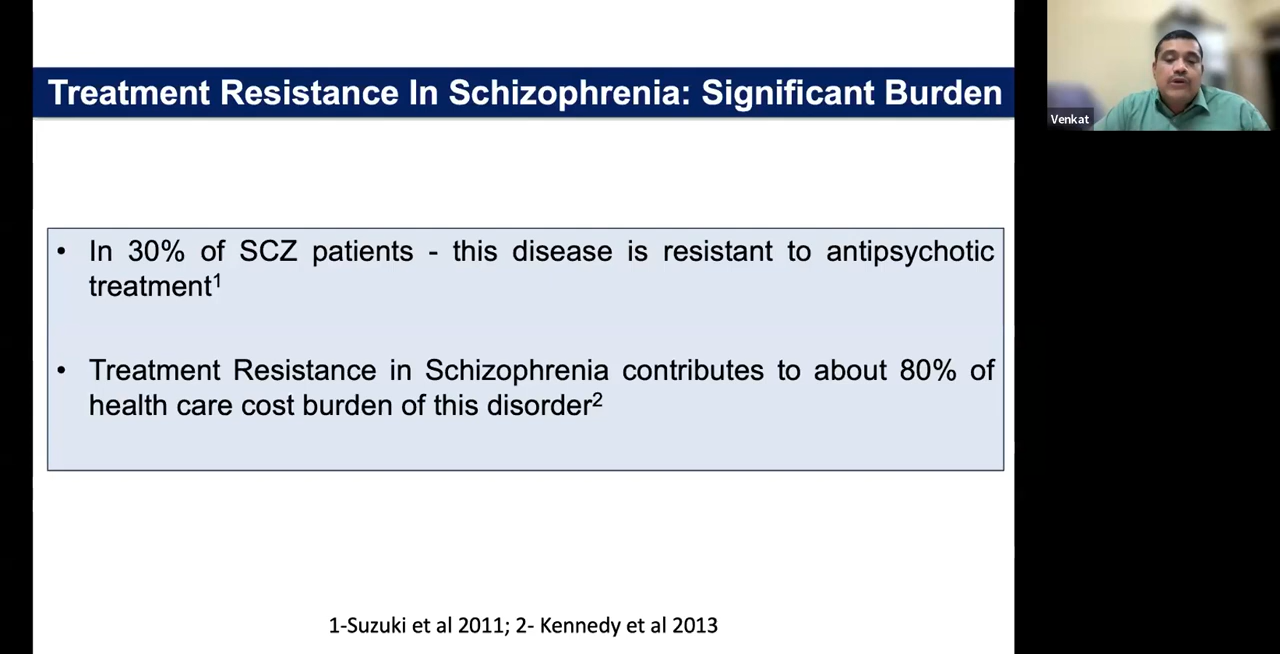 Treatment Resistance In Schizophrenia: Significant Burden
• In 30% of SCZ patients - this disease is resistant to antipsychotic
treatment1
• Treatment Resistance in Schizophrenia contributes to about 80% of
health care cost burden of this disorder2
1-Suzuki et al 2011; 2- Kennedy et al 2013
Venkat